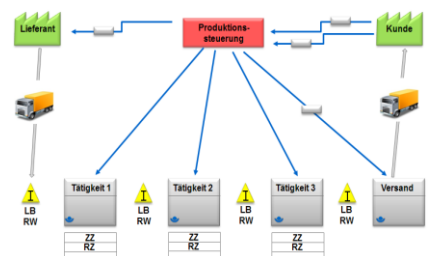 Lieferant
Produktions-
steuerung
Kunde
Tätigkeit 1
Tätigkeit 2
Tätigkeit 3
Versand
I
I
I
I
LB
RW
LB
RW
LB
RW
LB
RW
ZZ
RZ
ZZ
RZ
ZZ
RZ